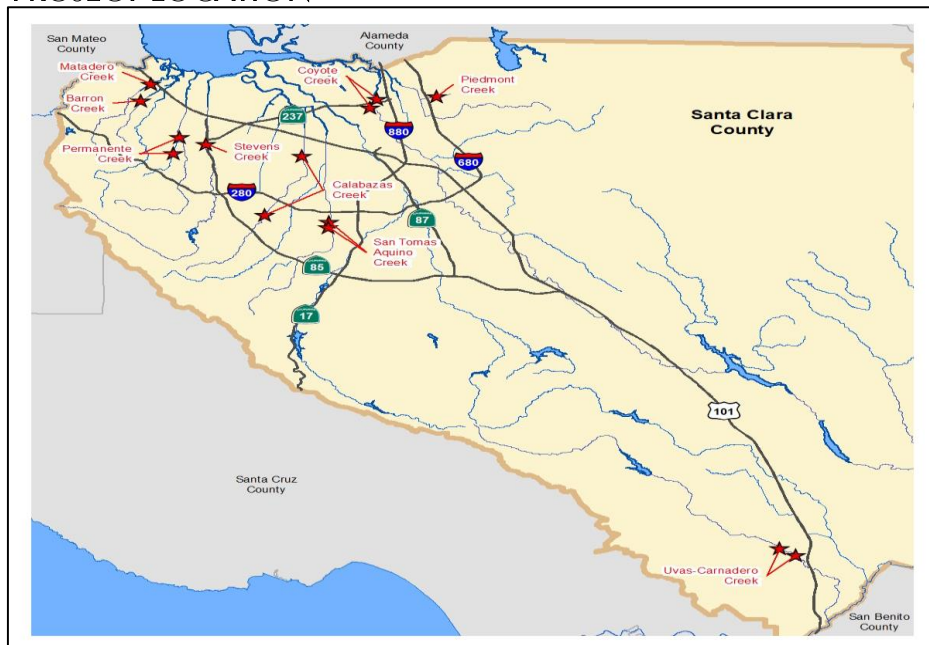 PROJECT LOCATION
San Mateo
County
Alameda
County
Matadero
Creek
Barron
Creek
Coyote
Creek
Piedmont
Creek
Santa Clara
County
237
880
Permanente
Creek
Stevens
Creek
680
280
Calabazas
Creek
87
San Tomas
Aquino
Creek
85
17
101
Santa Cruz
County
Uvas-Carnadero
Creek
San Benito
County